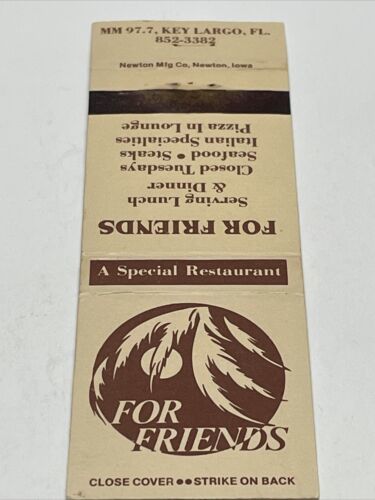 MM 97.7, KEY LARGO, FL.
852-3382
Newton Mfg Co, Newton, Iowa
FOR FRIENDS
Serving Lunch
& Dinner
Closed Tuesdays
Seafood • Steaks
Italian Specialties
Pizza In Lounge
A Special Restaurant
FOR
FRIENDS
CLOSE COVER ●● STRIKE ON BACK